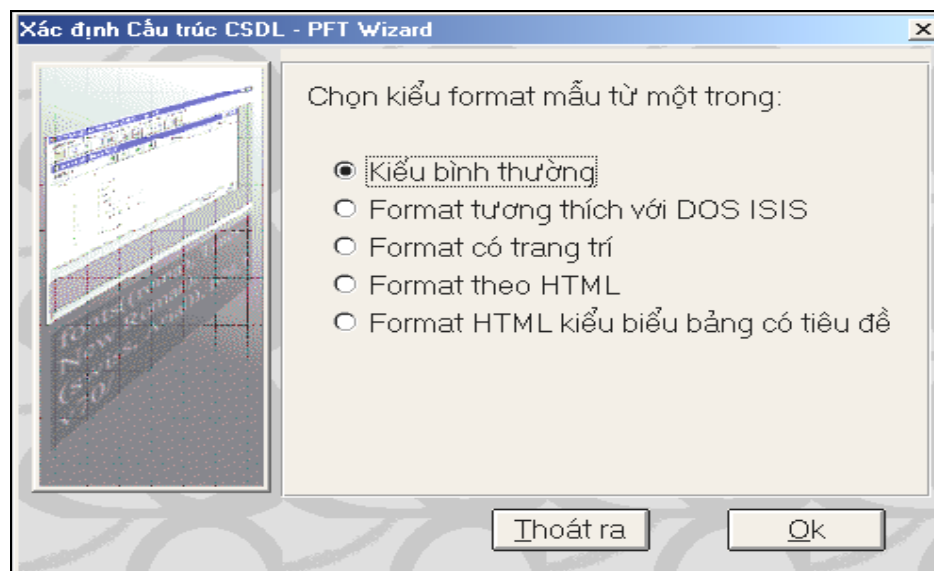 Xác định Cấu trúc CSDL - PFT Wizard
Chọn kiểu format mẫu từ một trong:
Kiểu bình thường
Format tương thích với DOS ISIS
Format có trang trí
Format theo HTML
Format HTML kiểu biểu bảng có tiêu đề
Thoát ra
Ok